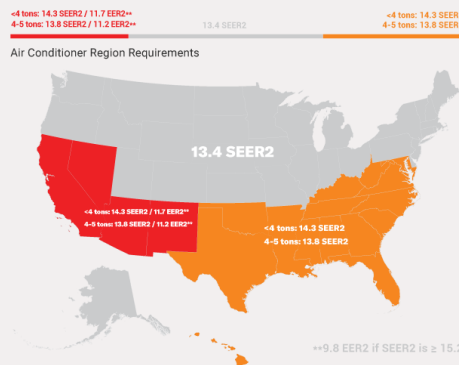 <4 tons: 14.3 SEER2 / 11.7 EER2**
4-5 tons: 13.8 SEER2 / 11.2 EER2**
13.4 SEER2
<4 tons: 14.3 SEER
4-5 tons: 13.8 SEER
Air Conditioner Region Requirements
13.4 SEER2
<4 tons: 14.3 SEER2 / 11.7 EER2**
4-5 tons: 13.8 SEER2 / 11.2 EER2**
<4 tons: 14.3 SEER2
4-5 tons: 13.8 SEER2
**9.8 EER2 if SEER2 is ≥ 15.